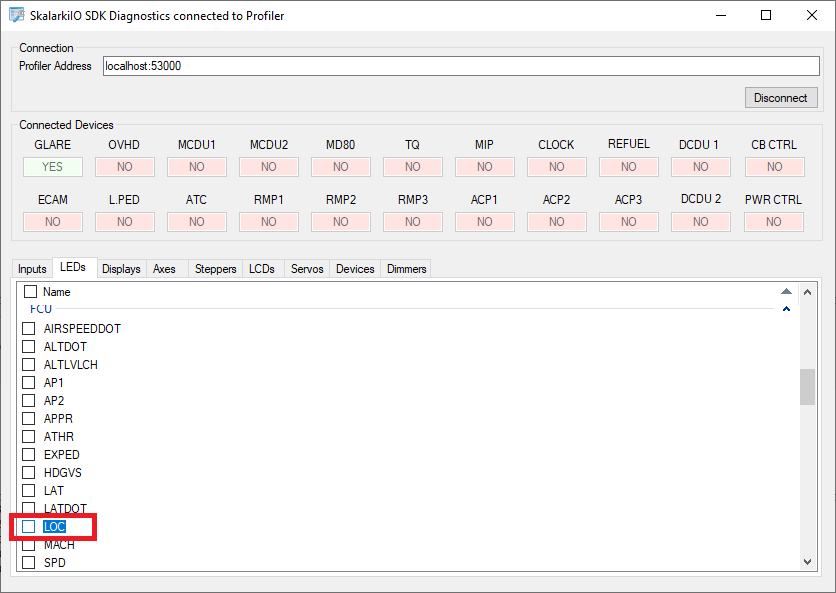 SkalarkiIO SDK Diagnostics connected to Profiler
Connection
Profiler Address localhost:53000
Disconnect
Connected Devices
GLARE OVHD MCDU1 MCDU2 MD80 TQ MIP CLOCK REFUEL DCDU 1 CB CTRL
YES NO NO NO NO NO NO NO NO NO NO
ECAM L.PED ATC RMP1 RMP2 RMP3 ACP1 ACP2 ACP3 DCDU 2 PWR CTRL
NO NO NO NO NO NO NO NO NO NO NO
Inputs LEDs Displays Axes Steppers LCDs Servos Devices Dimmers
Name
FCU
AIRSPEEDDOT
ALTDOT
ALTLVLCH
AP1
AP2
APPR
ATHR
EXPED
HDGVS
LAT
LATDOT
LOC
MACH
SPD